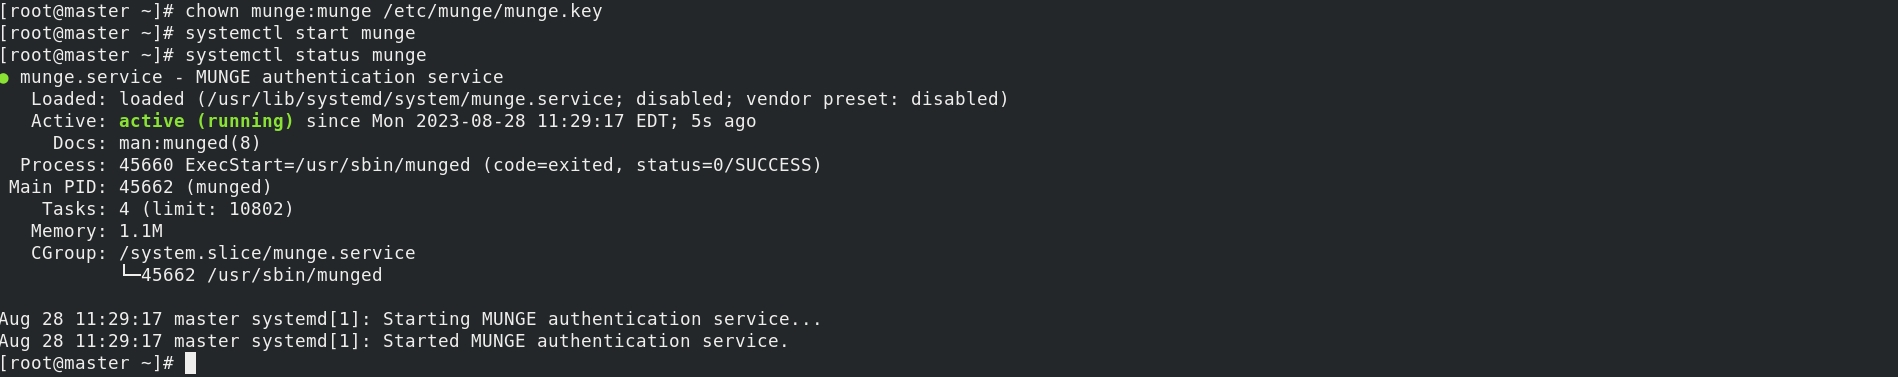 [root@master ~]# chown munge:munge /etc/munge/munge.key
[root@master ~]# systemctl start munge
[root@master ~]# systemctl status munge
● munge.service - MUNGE authentication service
   Loaded: loaded (/usr/lib/systemd/system/munge.service; disabled; vendor preset: disabled)
   Active: active (running) since Mon 2023-08-28 11:29:17 EDT; 5s ago
     Docs: man:munged(8)
  Process: 45660 ExecStart=/usr/sbin/munged (code=exited, status=0/SUCCESS)
 Main PID: 45662 (munged)
    Tasks: 4 (limit: 10802)
   Memory: 1.1M
   CGroup: /system.slice/munge.service
           └─45662 /usr/sbin/munged
Aug 28 11:29:17 master systemd[1]: Starting MUNGE authentication service...
Aug 28 11:29:17 master systemd[1]: Started MUNGE authentication service.
[root@master ~]#